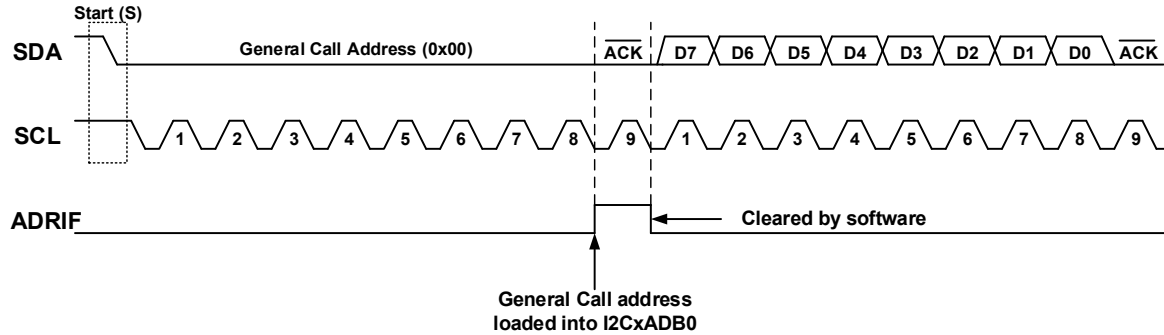 Start (S)
SDA General Call Address (0x00) ACK D7 D6 D5 D4 D3 D2 D1 D0 ACK
SCL 1 2 3 4 5 6 7 8 9 1 2 3 4 5 6 7 8 9
ADRIF Cleared by software
General Call address
loaded into I2CxADB0